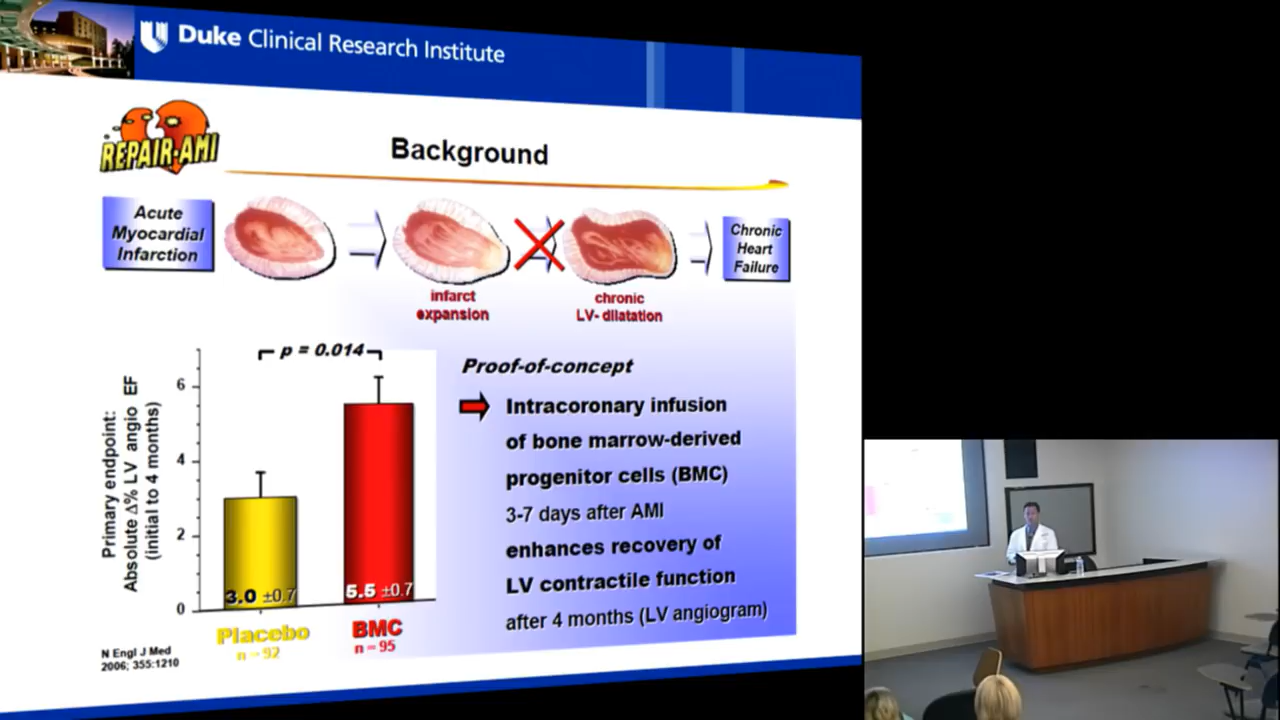 Duke Clinical Research Institute
REPAIR-AMI
Background
Acute
Myocardial
Infarction
infarct
expansion
chronic
LV- dilatation
Chronic
Heart
Failure
Primary endpoint:
Absolute Δ% LV angio EF
(initial to 4 months)
p = 0.014
6
4
2
0
3.0 ±0.7
5.5 ±0.7
Placebo
n = 92
BMC
n = 95
Proof-of-concept
Intracoronary infusion
of bone marrow-derived
progenitor cells (BMC)
3-7 days after AMI
enhances recovery of
LV contractile function
after 4 months (LV angiogram)
N Engl J Med
2006; 355:1210